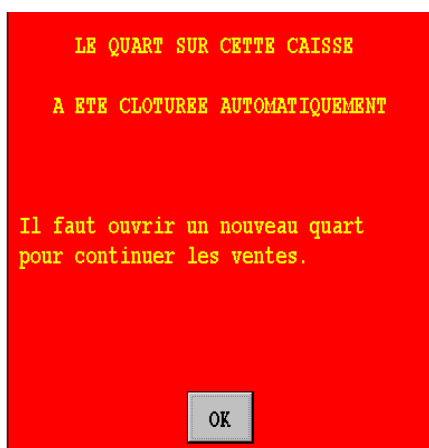 LE QUART SUR CETTE CAISSE
A ETE CLOTUREE AUTOMATIQUEMENT
Il faut ouvrir un nouveau quart
pour continuer les ventes.
OK